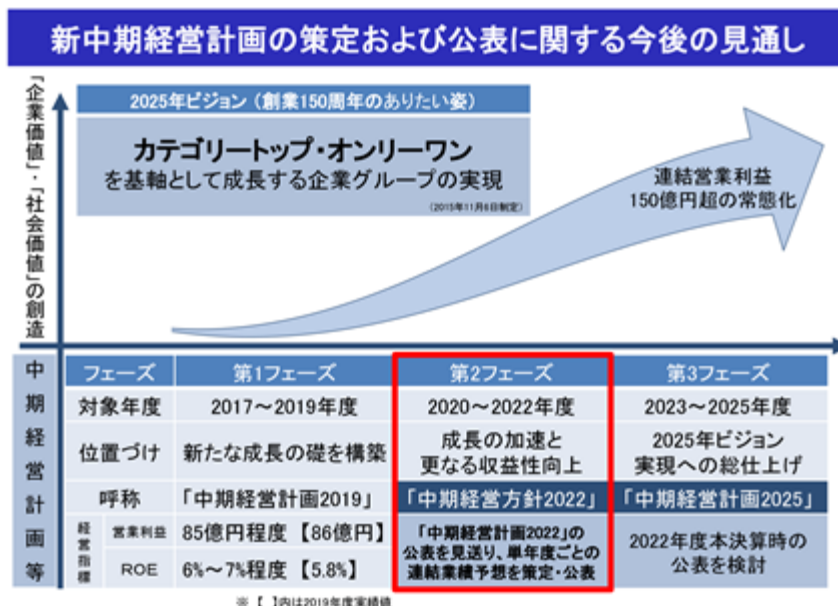 新中期経営計画の策定および公表に関する今後の見通し
「企業価値」・「社会価値」の創造
2025年ビジョン（創業150周年のありたい姿）
カテゴリートップ・オンリーワン
を基軸として成長する企業グループの実現
（2015年11月6日制定）
連結営業利益
150億円超の常態化
中期経営計画等
フェーズ 第1フェーズ 第2フェーズ 第3フェーズ
対象年度 2017～2019年度 2020～2022年度 2023～2025年度
位置づけ 新たな成長の礎を構築 成長の加速と
更なる収益性向上 2025年ビジョン
実現への総仕上げ
呼称 「中期経営計画2019」 「中期経営方針2022」 「中期経営計画2025」
経営指標
営業利益 85億円程度 【86億円】
ROE 6%～7%程度 【5.8%】
「中期経営計画2022」の
公表を見送り、単年度ごとの
連結業績予想を策定・公表
2022年度本決算時の
公表を検討
※ 【 】内は2019年度実績値